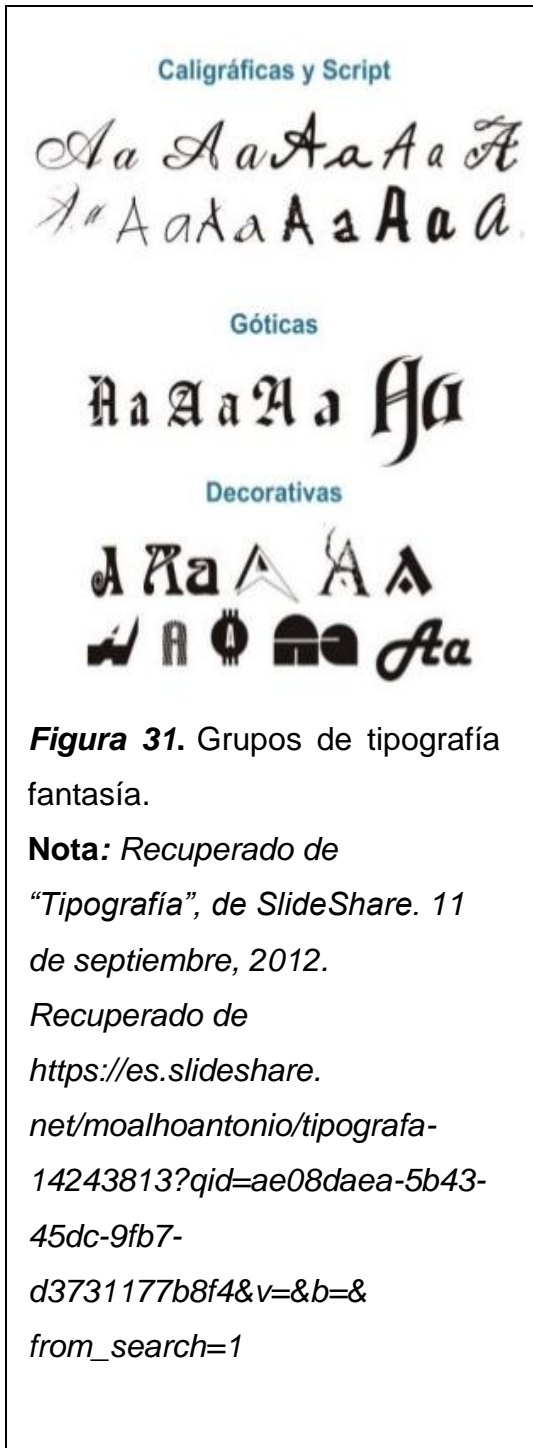 Caligráficas y Script
Aa Aa Aa Aa A
A.a Aa Aa Aa Aa a
Góticas
Aa Aa Aa Aa
Decorativas
A Aa A A A
A A Aa Aa
Figura 31. Grupos de tipografía
fantasía.
Nota: Recuperado de
“Tipografía”, de SlideShare. 11
de septiembre, 2012.
Recuperado de
https://es.slideshare.
net/moalhoantonio/tipografa-
14243813?qid=ae08daea-5b43-
45dc-9fb7-
d3731177b8f4&v=&b=&
from_search=1